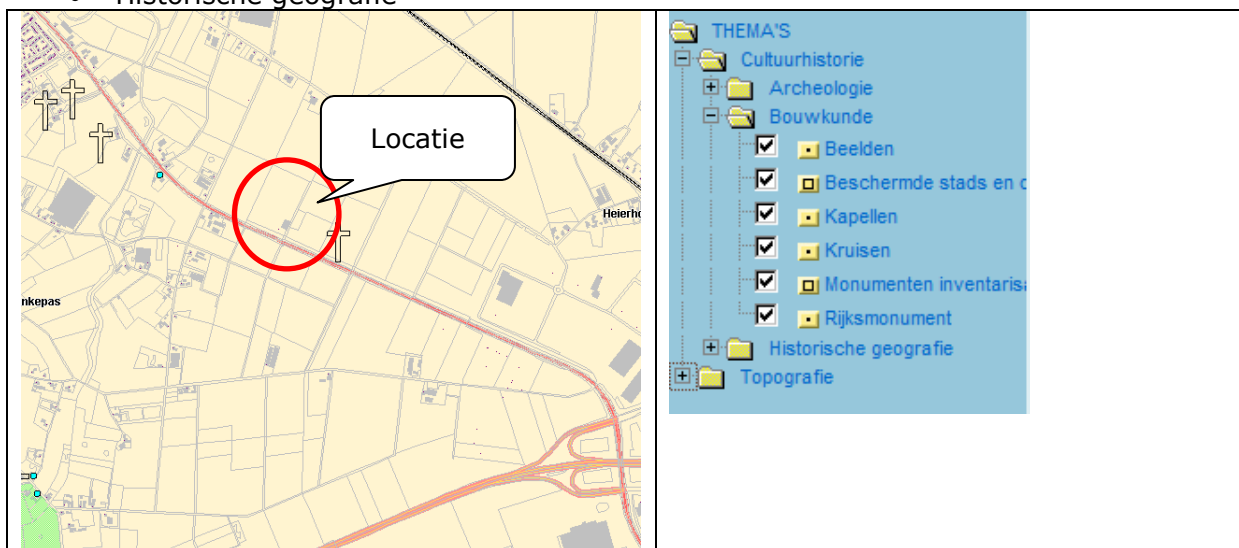 • Historische geografie
Locatie
Heierh
nkepas
THEMA'S
Cultuurhistorie
Archeologie
Bouwkunde
Beelden
Beschermde stads en d
Kapellen
Kruisen
Monumenten inventaris
Rijksmonument
Historische geografie
Topografie